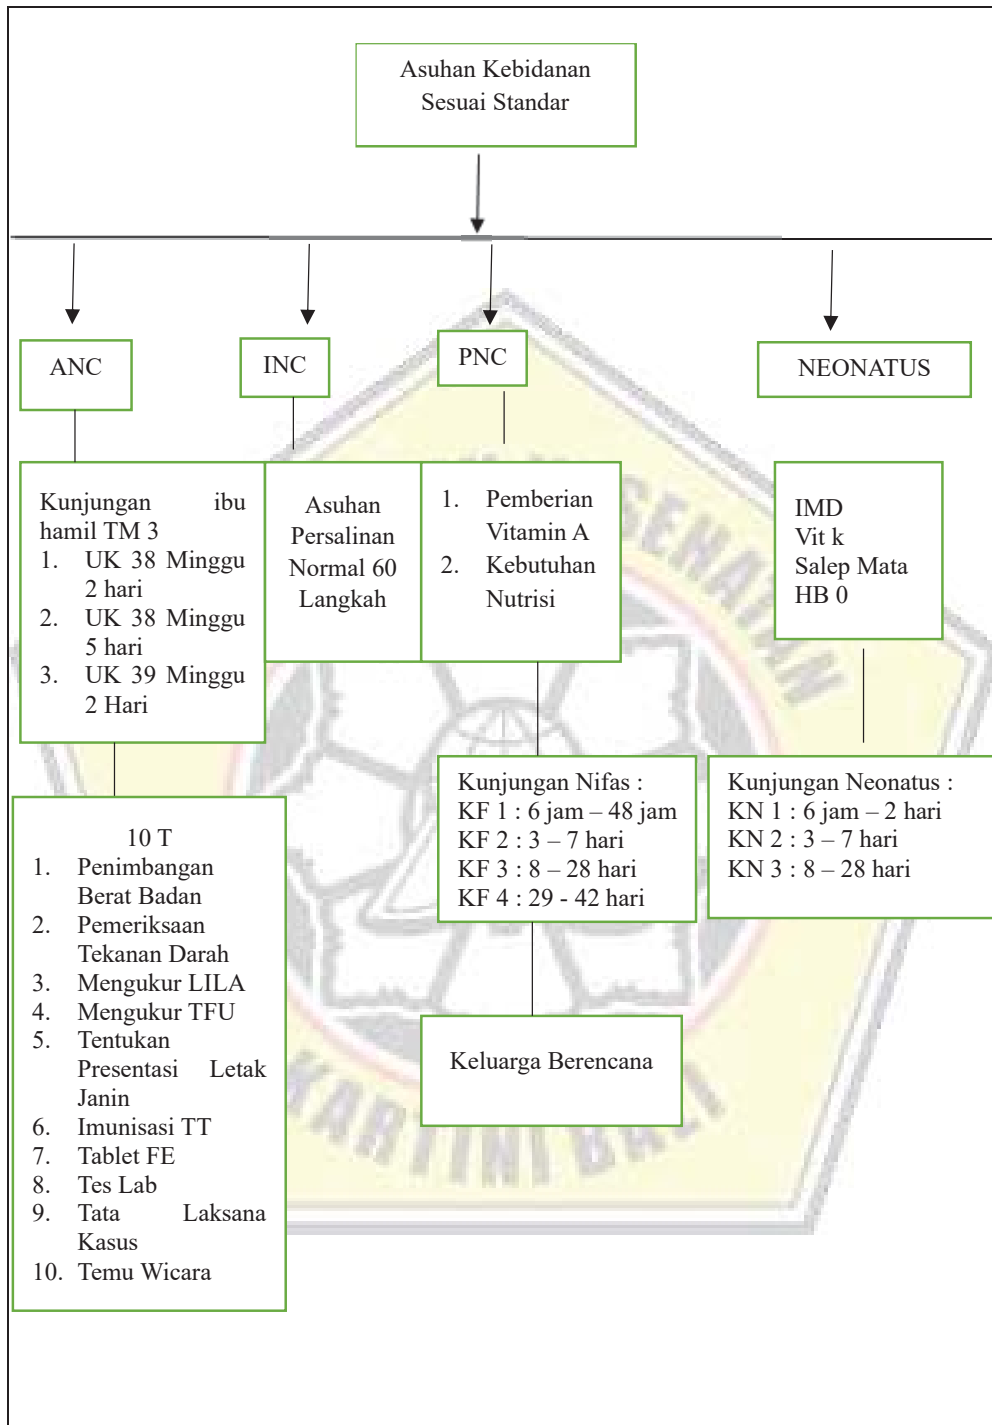 Asuhan Kebidanan
Sesuai Standar
ANC
INC
PNC
NEONATUS
Kunjungan ibu
hamil TM 3
1. UK 38 Minggu
2 hari
2. UK 38 Minggu
5 hari
3. UK 39 Minggu
2 Hari
Asuhan
Persalinan
Normal 60
Langkah
1. Pemberian
Vitamin A
2. Kebutuhan
Nutrisi
IMD
Vit k
Salep Mata
HB 0
10 T
1. Penimbangan
Berat Badan
2. Pemeriksaan
Tekanan Darah
3. Mengukur LILA
4. Mengukur TFU
5. Tentukan
Presentasi Letak
Janin
6. Imunisasi TT
7. Tablet FE
8. Tes Lab
9. Tata Laksana
Kasus
10. Temu Wicara
Kunjungan Nifas :
KF 1 : 6 jam – 48 jam
KF 2 : 3 – 7 hari
KF 3 : 8 – 28 hari
KF 4 : 29 - 42 hari
Kunjungan Neonatus :
KN 1 : 6 jam – 2 hari
KN 2 : 3 – 7 hari
KN 3 : 8 – 28 hari
Keluarga Berencana
KARTINI BALI